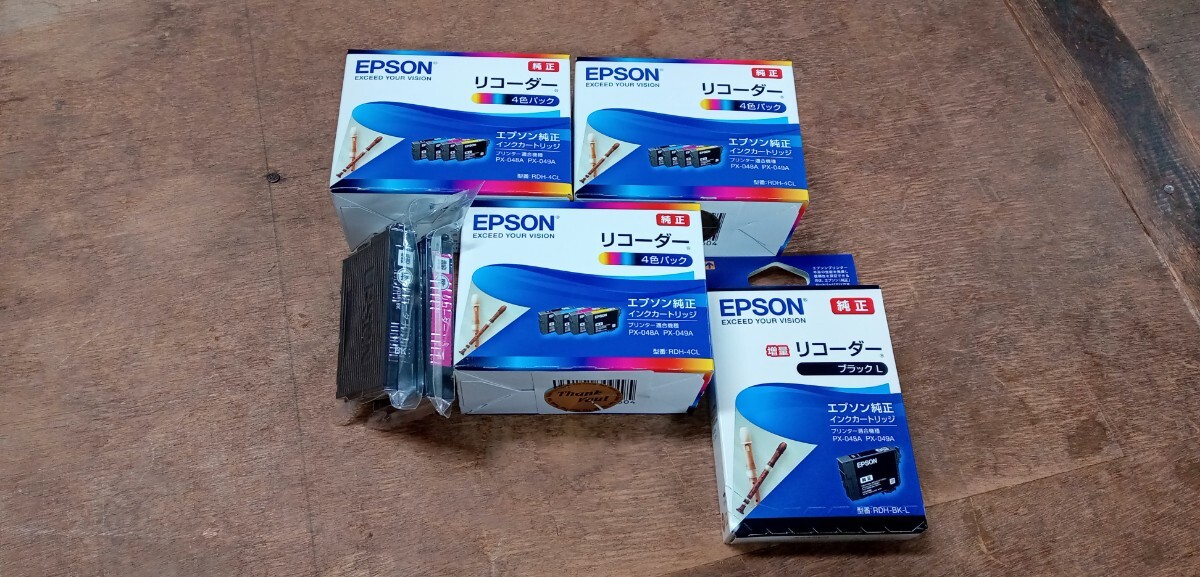 EPSON
EXCEED YOUR VISION
純正
リコーダー
4色パック
エプソン純正
インクカートリッジ
プリンター適合機種
PX-048A PX-049A
型番:RDH-4CL
EPSON
EXCEED YOUR VISION
純正
リコーダー
4色パック
エプソン純正
インクカートリッジ
プリンター適合機種
PX-048A PX-049A
型番:RDH-4CL
EPSON
EXCEED YOUR VISION
純正
リコーダー
4色パック
エプソン純正
インクカートリッジ
プリンター適合機種
PX-048A PX-049A
型番:RDH-4CL
Thank
You!
EPSON
EXCEED YOUR VISION
純正
増量 リコーダー
ブラック L
エプソン純正
インクカートリッジ
プリンター適合機種
PX-048A PX-049A
EPSON
型番:RDH-BK-L